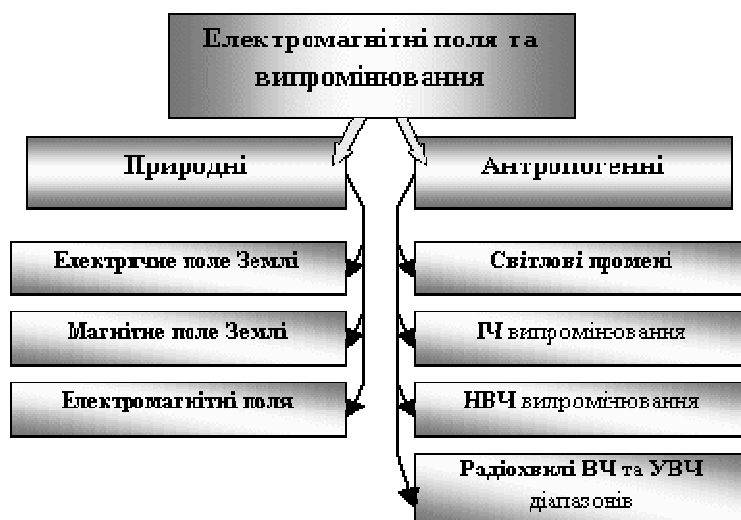 Електромагнітні поля та
випромінювання
Природні
Антропогенні
Електричне поле Землі
Світлові промені
Магнітне поле Землі
ІЧ випромінювання
Електромагнітні поля
НВЧ випромінювання
Радіохвилі ВЧ та УВЧ
діапазонів